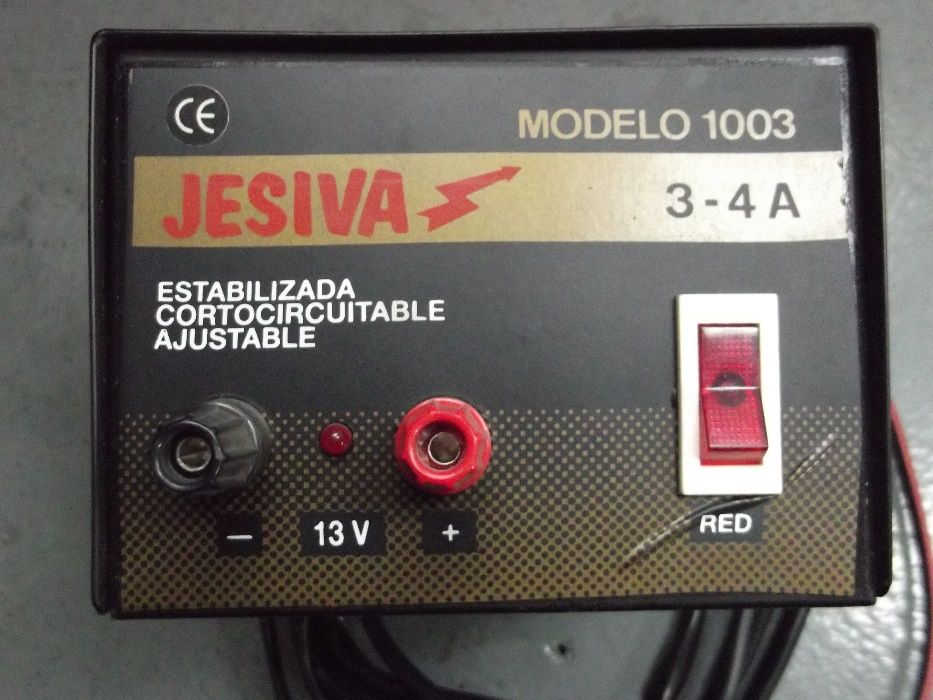 CE
MODELO 1003
JESIVA
3-4 A
ESTABILIZADA
CORTOCIRCUITABLE
AJUSTABLE
— 13 V +
RED